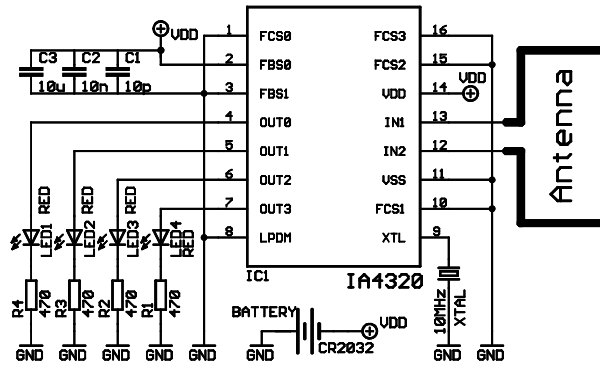 VDD
C3 C2 C1
10u 10n 10p
1 FCS0 FCS3 16
2 FBS0 FCS2 15
3 FBS1 VDD 14 VDD
4 OUT0 IN1 13
5 OUT1 IN2 12
6 OUT2 VSS 11
7 OUT3 FCS1 10
8 LPDM XTL 9
Antenna
LED1 RED
LED2 RED
LED3 RED
LED4 RED
R4 470
R3 470
R2 470
R1 470
IC1 IA4320
10MHz XTAL
BATTERY
CR2032
VDD
GND GND GND GND GND GND GND GND